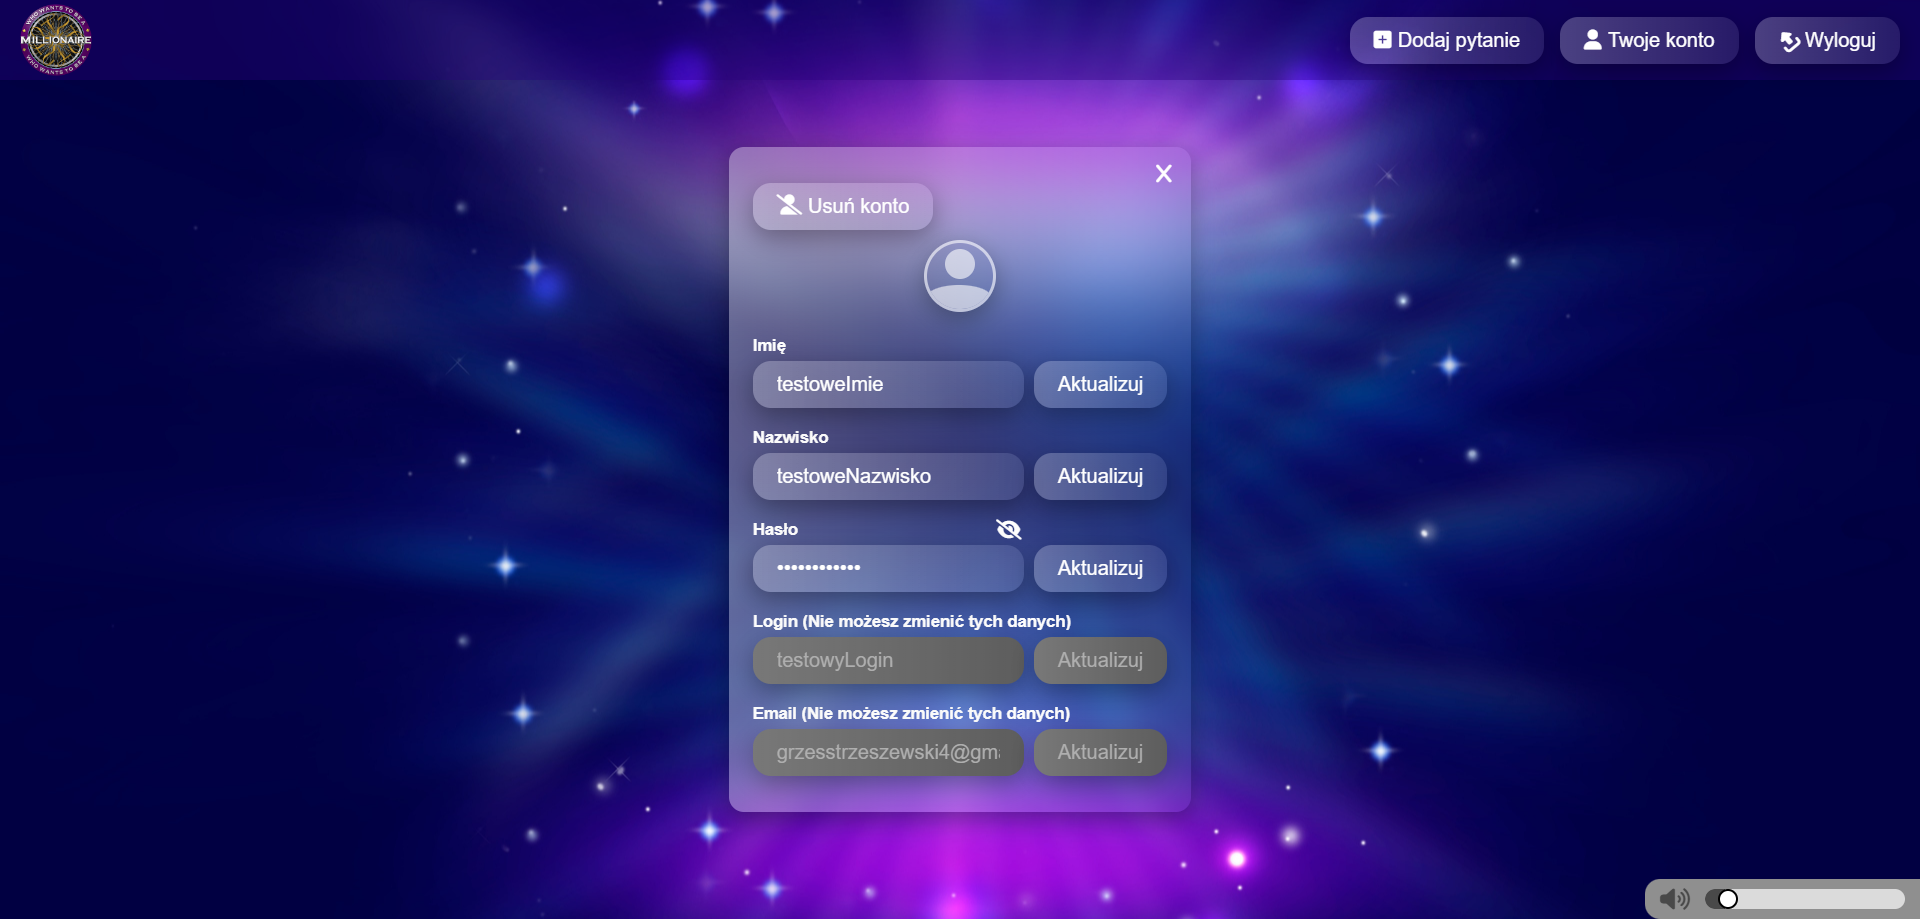 WHO WANTS TO BE A
MILLIONAIRE
WHO WANTS TO BE A
Dodaj pytanie
Twoje konto
Wyloguj
X
Usuń konto
Imię
testoweImie
Aktualizuj
Nazwisko
testoweNazwisko
Aktualizuj
Hasło
••••••••••••
Aktualizuj
Login (Nie możesz zmienić tych danych)
testowyLogin
Aktualizuj
Email (Nie możesz zmienić tych danych)
grzesstrzeszewski4@gm
Aktualizuj